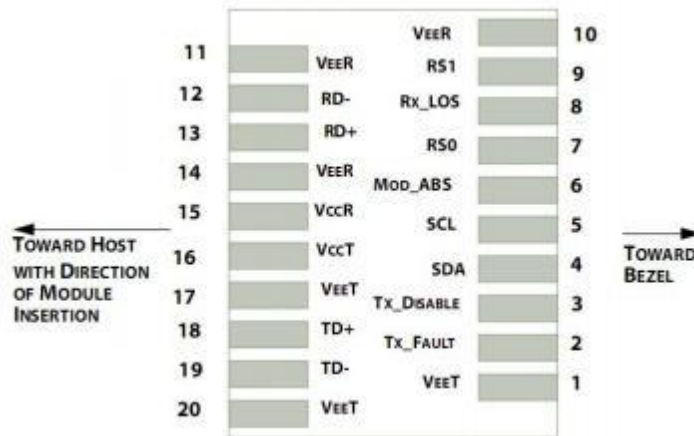 11 VEER
12 RD-
13 RD+
14 VEER
15 VCCR
16 VCCT
17 VEET
18 TD+
19 TD-
20 VEET
VEER 10
RS1 9
RX_LOS 8
RS0 7
MOD_ABS 6
SCL 5
SDA 4
TX_DISABLE 3
TX_FAULT 2
VEET 1
TOWARD HOST
WITH DIRECTION
OF MODULE
INSERTION
TOWARD
BEZEL